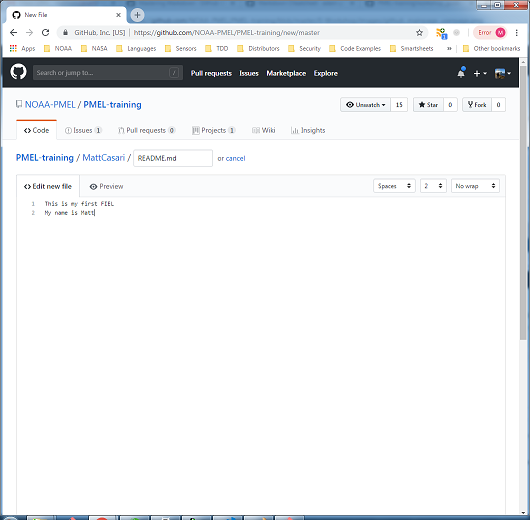 New File
GitHub, Inc. [US] | https://github.com/NOAA-PMEL/PMEL-training/new/master
Error M
Apps NOAA NASA Languages Sensors TDD Distributors Security Code Examples Smartsheets » Other bookmarks
Search or jump to... / Pull requests Issues Marketplace Explore
NOAA-PMEL / PMEL-training
Unwatch 15 Star 0 Fork 0
Code Issues 1 Pull requests 0 Projects 1 Wiki Insights
PMEL-training / MattCasari / README.md or cancel
Edit new file Preview Spaces 2 No wrap
1 This is my first FIEL
2 My name is Matt